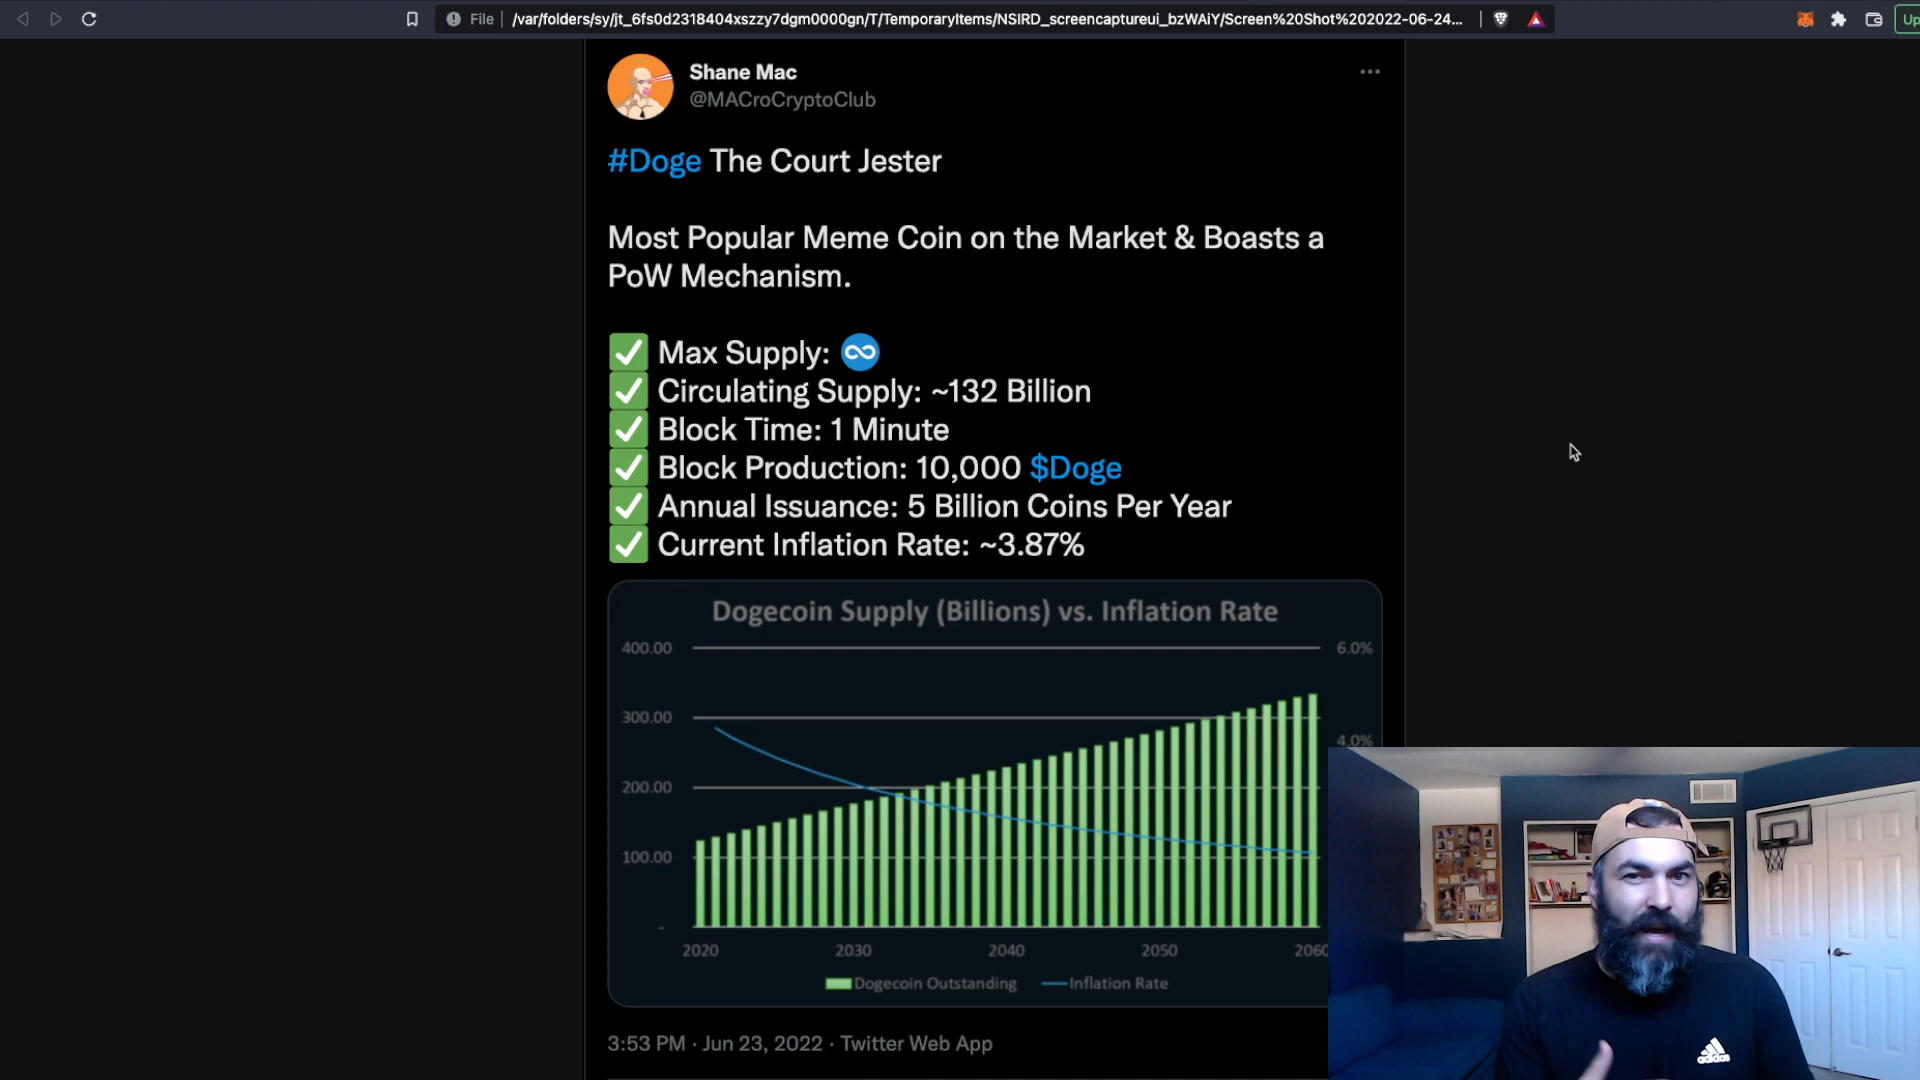 File
/var/folders/sy/jt_6fs0d2318404xszzy7dgm0000gn/T/TemporaryItems/NSIRD_screencaptureui_bzWAiY/Screen%20Shot%202022-06-24...
Up
Shane Mac
@MACroCryptoClub
#Doge The Court Jester
Most Popular Meme Coin on the Market & Boasts a
PoW Mechanism.
✅ Max Supply: ♾
✅ Circulating Supply: ~132 Billion
✅ Block Time: 1 Minute
✅ Block Production: 10,000 $Doge
✅ Annual Issuance: 5 Billion Coins Per Year
✅ Current Inflation Rate: ~3.87%
Dogecoin Supply (Billions) vs. Inflation Rate
400.00 6.0%
300.00
4.0%
200.00
100.00
-
2020 2030 2040 2050 2060
Dogecoin Outstanding Inflation Rate
3:53 PM · Jun 23, 2022 · Twitter Web App
adidas